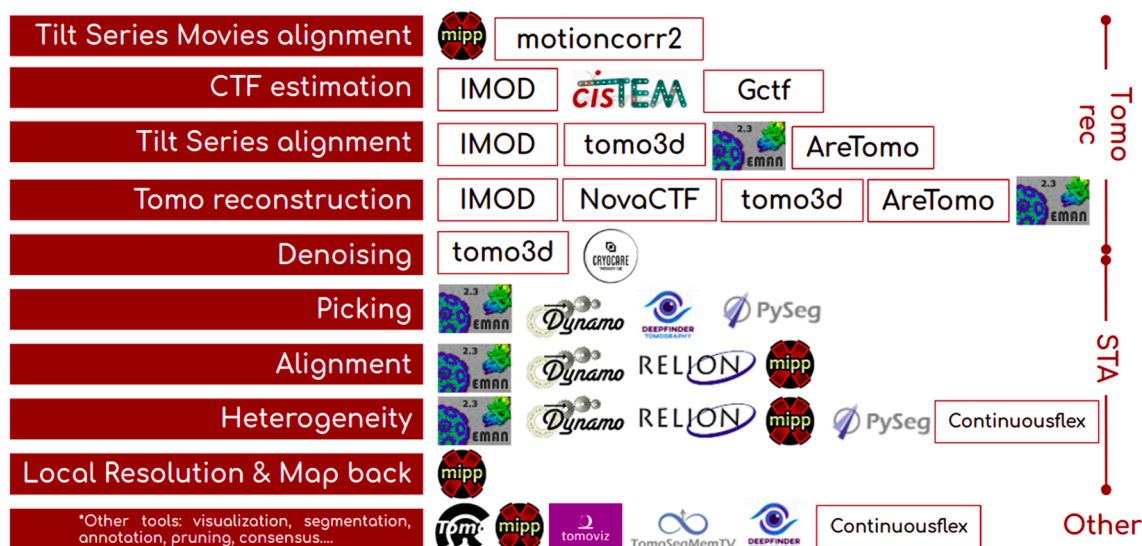 Tilt Series Movies alignment mipp motioncorr2
CTF estimation IMOD cisTEM Gctf
Tilt Series alignment IMOD tomo3d 2.3 EMAN AreTomo
Tomo reconstruction IMOD NovaCTF tomo3d AreTomo 2.3 EMAN
Tomo rec
Denoising tomo3d CRYOCARE
Picking 2.3 EMAN Dynamo DEEPFINDER TOMOGRAPHY PySeg
Alignment 2.3 EMAN Dynamo RELION mipp
STA
Heterogeneity 2.3 EMAN Dynamo RELION mipp PySeg Continuousflex
Local Resolution & Map back mipp
*Other tools: visualization, segmentation,
annotation, pruning, consensus....
Tomo mipp tomoviz TomoSegMemTV DEEPFINDER Continuousflex
Other